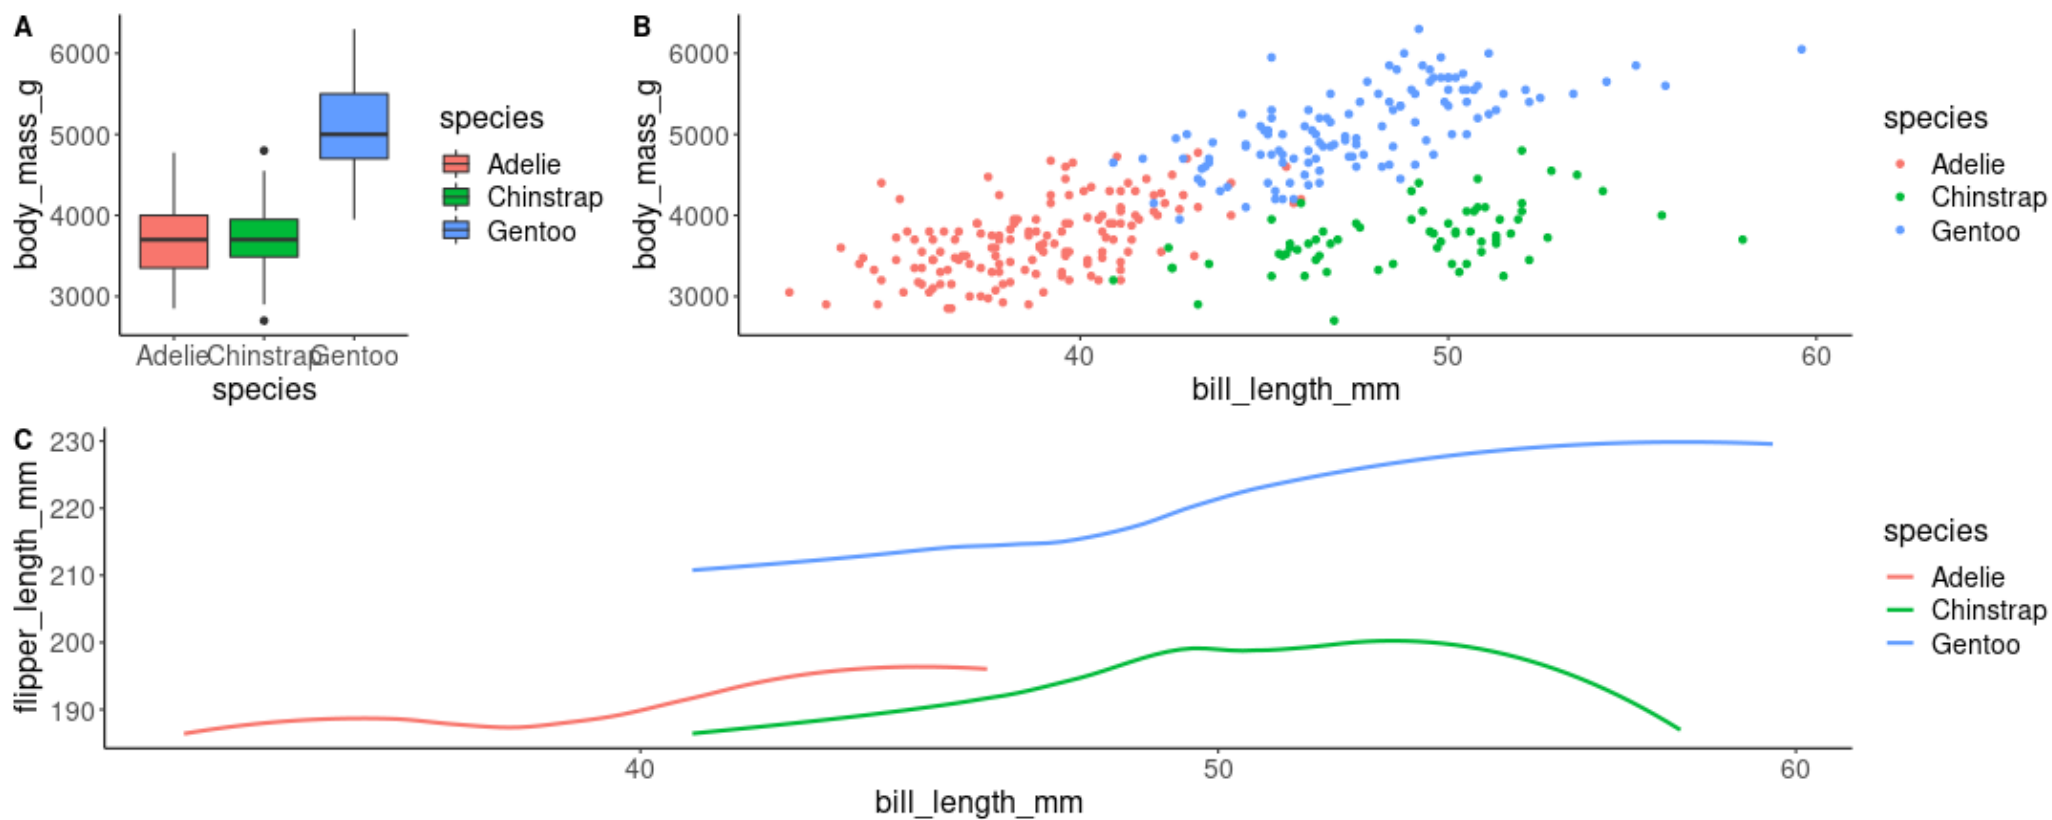 A
body_mass_g
6000
5000
4000
3000
Adelie
Chinstrap
Gentoo
species
species
Adelie
Chinstrap
Gentoo
B
body_mass_g
6000
5000
4000
3000
40
50
60
bill_length_mm
species
Adelie
Chinstrap
Gentoo
C
flipper_length_mm
230
220
210
200
190
40
50
60
bill_length_mm
species
Adelie
Chinstrap
Gentoo